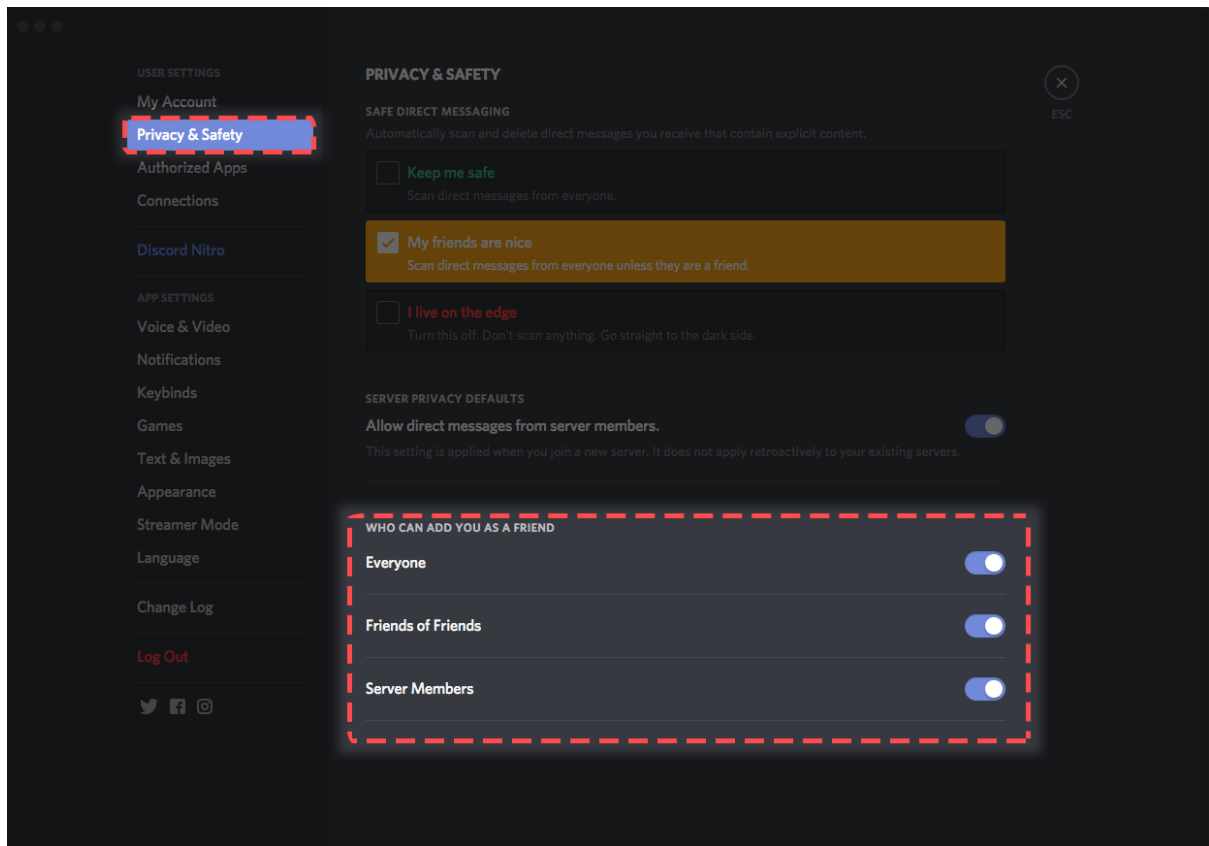 USER SETTINGS
My Account
Privacy & Safety
Authorized Apps
Connections
Discord Nitro
APP SETTINGS
Voice & Video
Notifications
Keybinds
Games
Text & Images
Appearance
Streamer Mode
Language
Change Log
Log Out
PRIVACY & SAFETY
ESC
SAFE DIRECT MESSAGING
Automatically scan and delete direct messages you receive that contain explicit content.
Keep me safe
Scan direct messages from everyone.
My friends are nice
Scan direct messages from everyone unless they are a friend.
I live on the edge
Turn this off. Don't scan anything. Go straight to the dark side.
SERVER PRIVACY DEFAULTS
Allow direct messages from server members.
This setting is applied when you join a new server. It does not apply retroactively to your existing servers.
WHO CAN ADD YOU AS A FRIEND
Everyone
Friends of Friends
Server Members